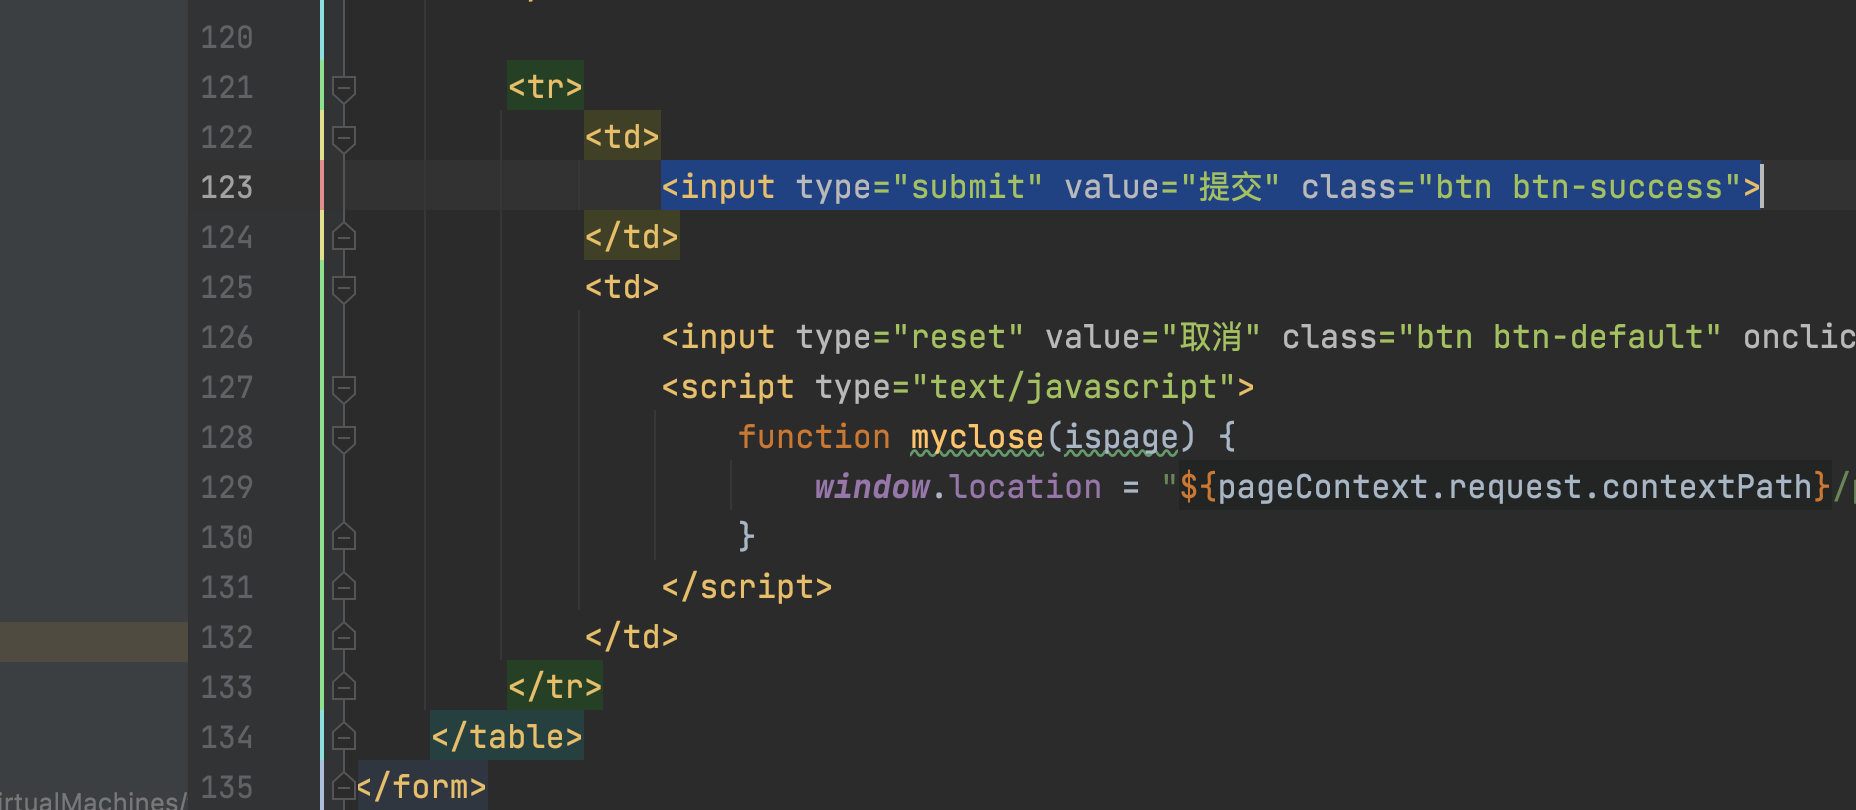 120
121 <tr>
122 <td>
123 <input type="submit" value="提交" class="btn btn-success">
124 </td>
125 <td>
126 <input type="reset" value="取消" class="btn btn-default" onclic
127 <script type="text/javascript">
128 function myclose(ispage) {
129 window.location = "${pageContext.request.contextPath}/p
130 }
131 </script>
132 </td>
133 </tr>
134 </table>
135 </form>
irtualMachines/